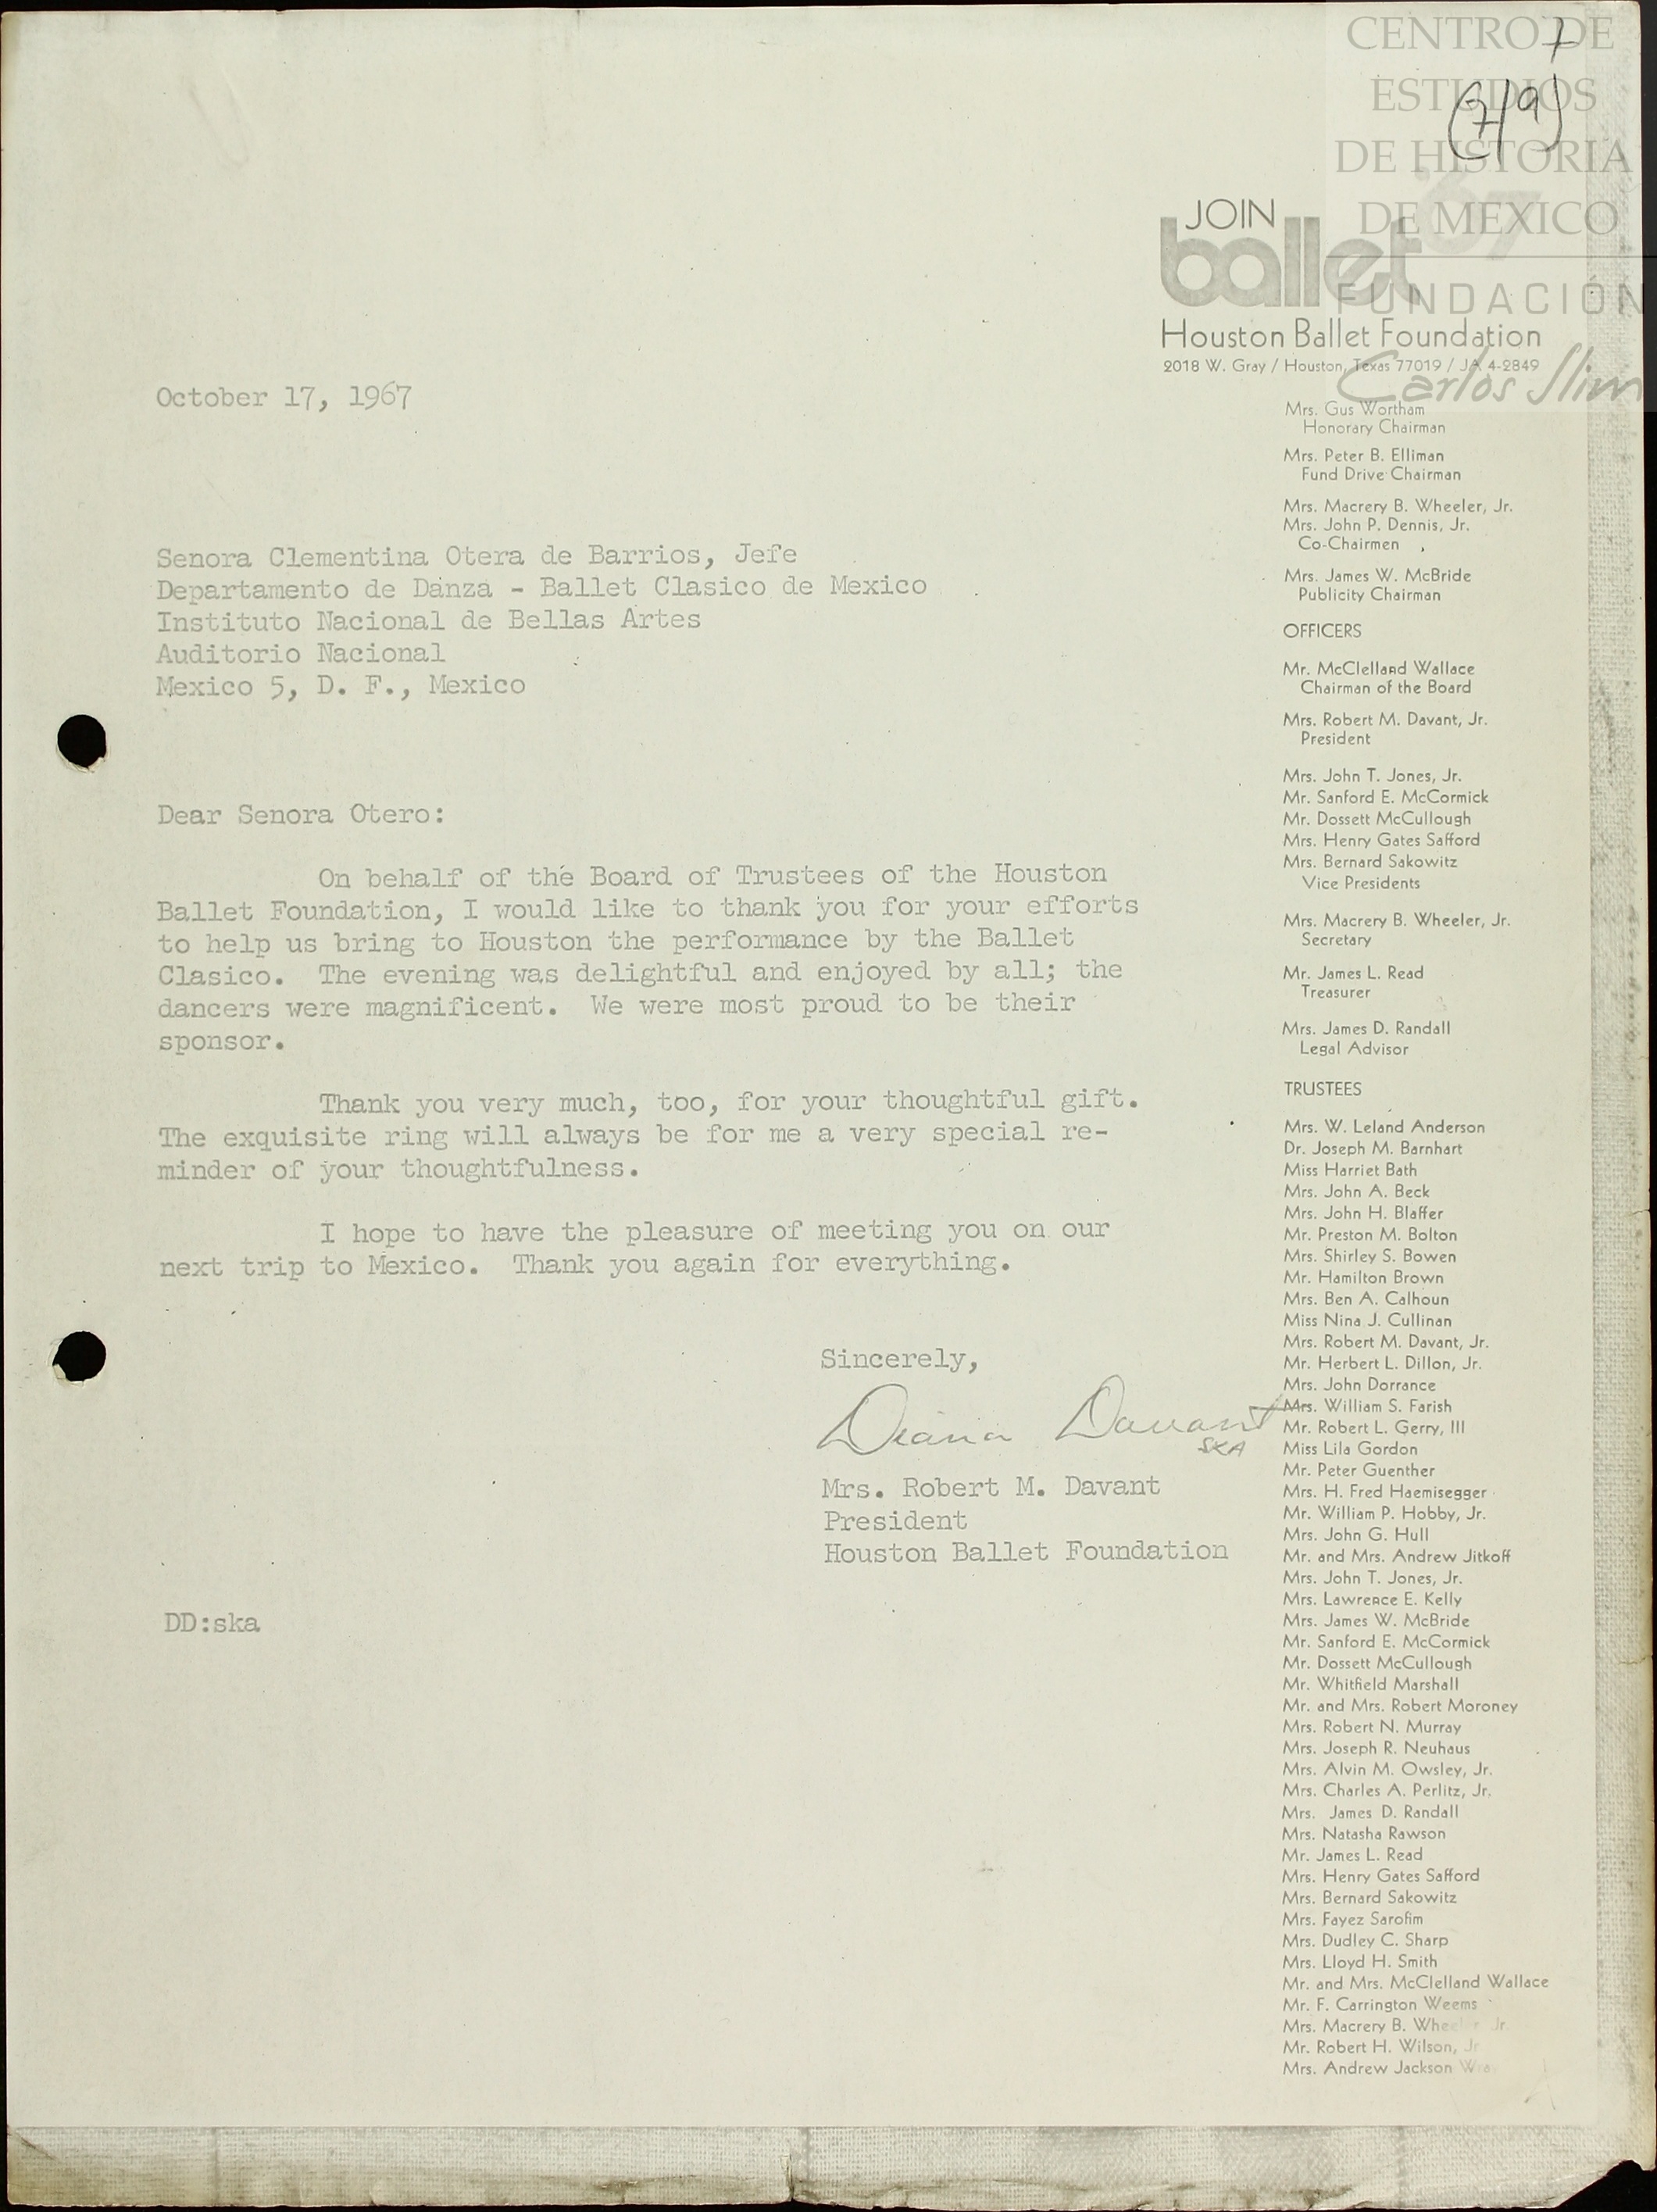 CENTRO DE
ESTUDIOS
DE HISTORIA
DE MEXICO
FUNDACIÓN
Carlos Slim
7
(7/9)
JOIN
ballet '67
Houston Ballet Foundation
2018 W. Gray / Houston, Texas 77019 / JA 4-2849
October 17, 1967
Senora Clementina Otera de Barrios, Jefe
Departamento de Danza - Ballet Clasico de Mexico
Instituto Nacional de Bellas Artes
Auditorio Nacional
Mexico 5, D. F., Mexico
Dear Senora Otero:
On behalf of the Board of Trustees of the Houston
Ballet Foundation, I would like to thank you for your efforts
to help us bring to Houston the performance by the Ballet
Clasico. The evening was delightful and enjoyed by all; the
dancers were magnificent. We were most proud to be their
sponsor.
Thank you very much, too, for your thoughtful gift.
The exquisite ring will always be for me a very special re-
minder of your thoughtfulness.
I hope to have the pleasure of meeting you on our
next trip to Mexico. Thank you again for everything.
Sincerely,
Diana Davant
SKA
Mrs. Robert M. Davant
President
Houston Ballet Foundation
DD:ska
Mrs. Gus Wortham
Honorary Chairman
Mrs. Peter B. Elliman
Fund Drive Chairman
Mrs. Macrery B. Wheeler, Jr.
Mrs. John P. Dennis, Jr.
Co-Chairmen
Mrs. James W. McBride
Publicity Chairman
OFFICERS
Mr. McClelland Wallace
Chairman of the Board
Mrs. Robert M. Davant, Jr.
President
Mrs. John T. Jones, Jr.
Mr. Sanford E. McCormick
Mr. Dossett McCullough
Mrs. Henry Gates Safford
Mrs. Bernard Sakowitz
Vice Presidents
Mrs. Macrery B. Wheeler, Jr.
Secretary
Mr. James L. Read
Treasurer
Mrs. James D. Randall
Legal Advisor
TRUSTEES
Mrs. W. Leland Anderson
Dr. Joseph M. Barnhart
Miss Harriet Bath
Mrs. John A. Beck
Mrs. John H. Blaffer
Mr. Preston M. Bolton
Mrs. Shirley S. Bowen
Mr. Hamilton Brown
Mrs. Ben A. Calhoun
Miss Nina J. Cullinan
Mrs. Robert M. Davant, Jr.
Mr. Herbert L. Dillon, Jr.
Mrs. John Dorrance
Mrs. William S. Farish
Mr. Robert L. Gerry, III
Miss Lila Gordon
Mr. Peter Guenther
Mrs. H. Fred Haemisegger
Mr. William P. Hobby, Jr.
Mrs. John G. Hull
Mr. and Mrs. Andrew Jitkoff
Mrs. John T. Jones, Jr.
Mrs. Lawrence E. Kelly
Mrs. James W. McBride
Mr. Sanford E. McCormick
Mr. Dossett McCullough
Mr. Whitfield Marshall
Mr. and Mrs. Robert Moroney
Mrs. Robert N. Murray
Mrs. Joseph R. Neuhaus
Mrs. Alvin M. Owsley, Jr.
Mrs. Charles A. Perlitz, Jr.
Mrs. James D. Randall
Mrs. Natasha Rawson
Mr. James L. Read
Mrs. Henry Gates Safford
Mrs. Bernard Sakowitz
Mrs. Fayez Sarofim
Mrs. Dudley C. Sharp
Mrs. Lloyd H. Smith
Mr. and Mrs. McClelland Wallace
Mr. F. Carrington Weems
Mrs. Macrery B. Wheeler Jr.
Mr. Robert H. Wilson, Jr
Mrs. Andrew Jackson